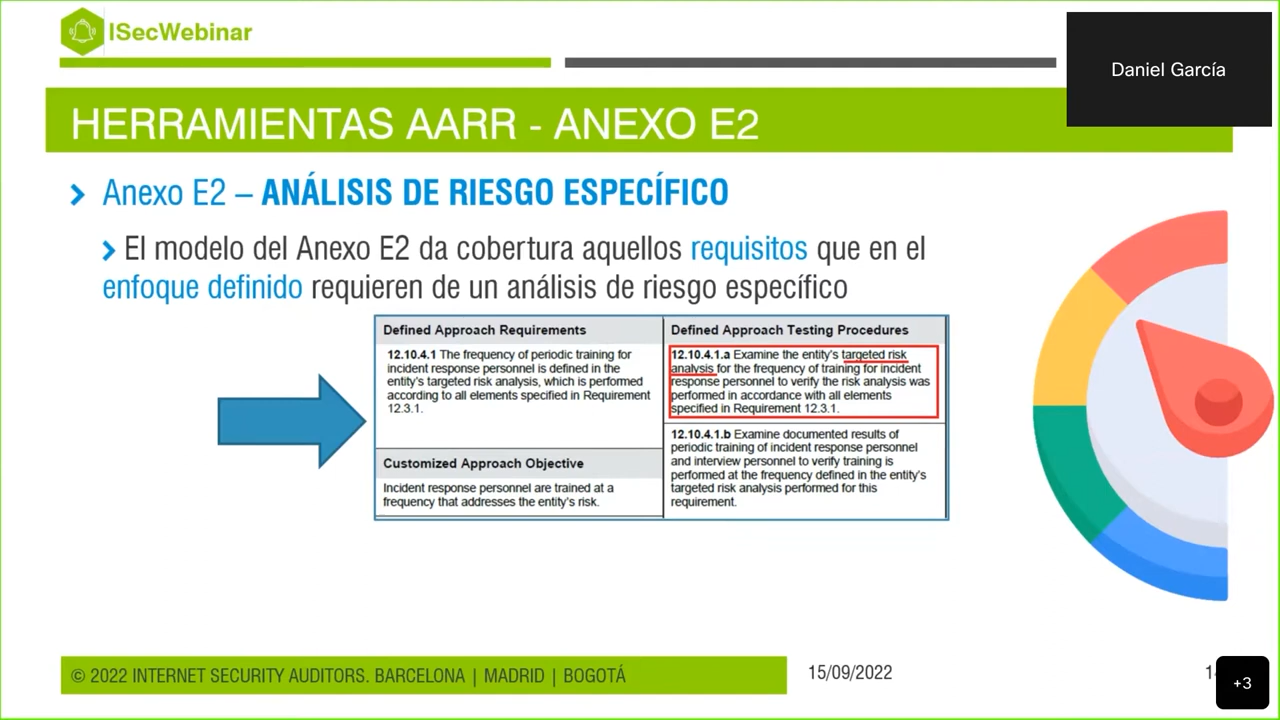 ISecWebinar
Daniel García
HERRAMIENTAS AARR - ANEXO E2
Anexo E2 – ANÁLISIS DE RIESGO ESPECÍFICO
El modelo del Anexo E2 da cobertura aquellos requisitos que en el
enfoque definido requieren de un análisis de riesgo específico
Defined Approach Requirements
12.10.4.1 The frequency of periodic training for
incident response personnel is defined in the
entity's targeted risk analysis, which is performed
according to all elements specified in Requirement
12.3.1.
Customized Approach Objective
Incident response personnel are trained at a
frequency that addresses the entity's risk.
Defined Approach Testing Procedures
12.10.4.1.a Examine the entity's targeted risk
analysis for the frequency of training for incident
response personnel to verify the risk analysis was
performed in accordance with all elements
specified in Requirement 12.3.1.
12.10.4.1.b Examine documented results of
periodic training of incident response personnel
and interview personnel to verify training is
performed at the frequency defined in the entity's
targeted risk analysis performed for this
requirement.
© 2022 INTERNET SECURITY AUDITORS. BARCELONA | MADRID | BOGOTÁ
15/09/2022
+3